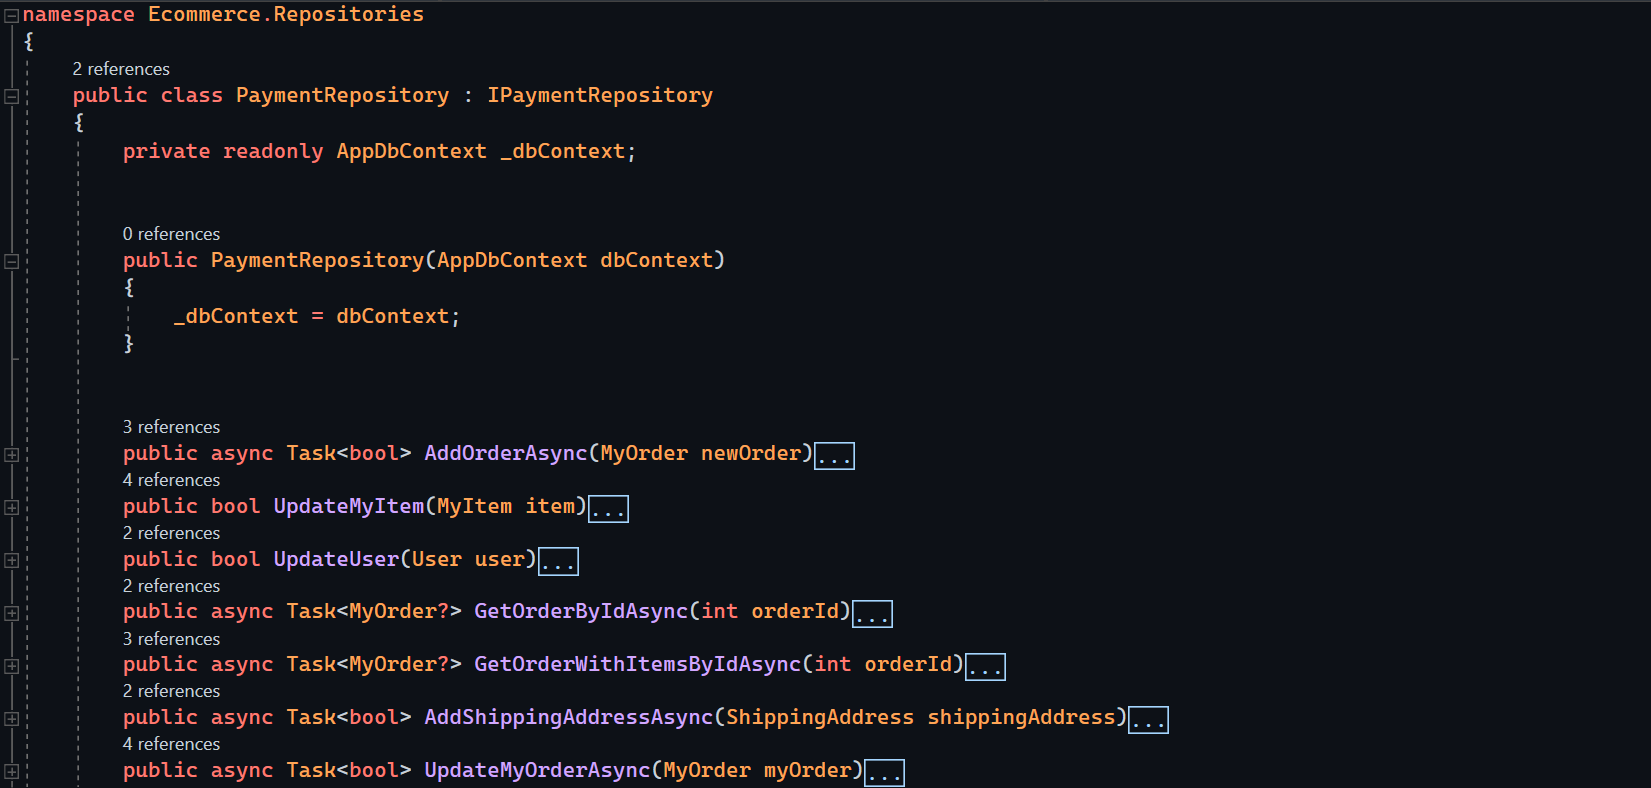 namespace Ecommerce.Repositories
{
2 references
public class PaymentRepository : IPaymentRepository
{
private readonly AppDbContext _dbContext;
0 references
public PaymentRepository(AppDbContext dbContext)
{
_dbContext = dbContext;
}
3 references
public async Task<bool> AddOrderAsync(MyOrder newOrder)...
4 references
public bool UpdateMyItem(MyItem item)...
2 references
public bool UpdateUser(User user)...
2 references
public async Task<MyOrder?> GetOrderByIdAsync(int orderId)...
3 references
public async Task<MyOrder?> GetOrderWithItemsByIdAsync(int orderId)...
2 references
public async Task<bool> AddShippingAddressAsync(ShippingAddress shippingAddress)...
4 references
public async Task<bool> UpdateMyOrderAsync(MyOrder myOrder)...